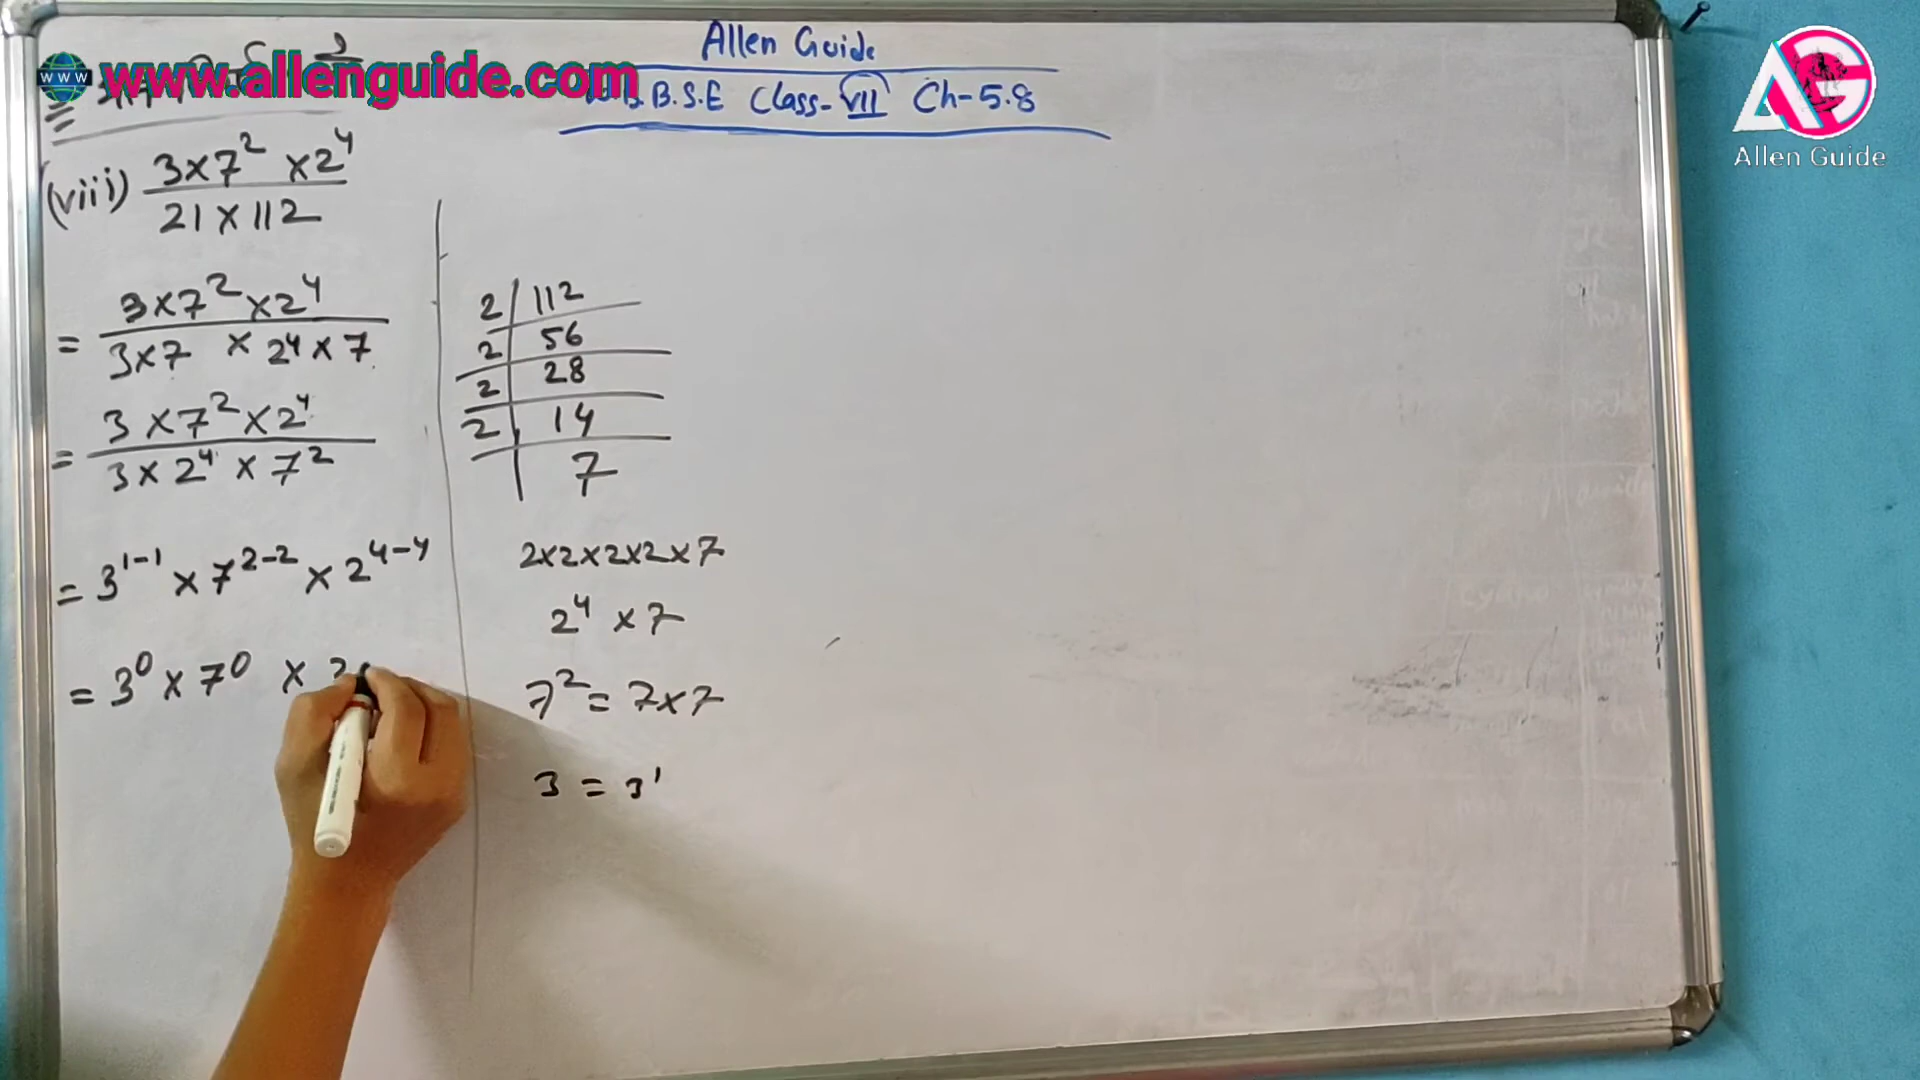 www.allenguide.com
Allen Guide
B.B.S.E Class-VII Ch-5.8
AG
Allen Guide
(viii) 3×7² ×2⁴
21×112
= 3×7²×2⁴
3×7 × 2⁴×7
= 3×7²×2⁴
3×2⁴×7²
= 3¹⁻¹ × 7²⁻² × 2⁴⁻⁴
= 3⁰ × 7⁰ ×
2 | 112
2 | 56
2 | 28
2 | 14
| 7
2×2×2×2×7
2⁴ ×7
7² = 7×7
3 = 3¹